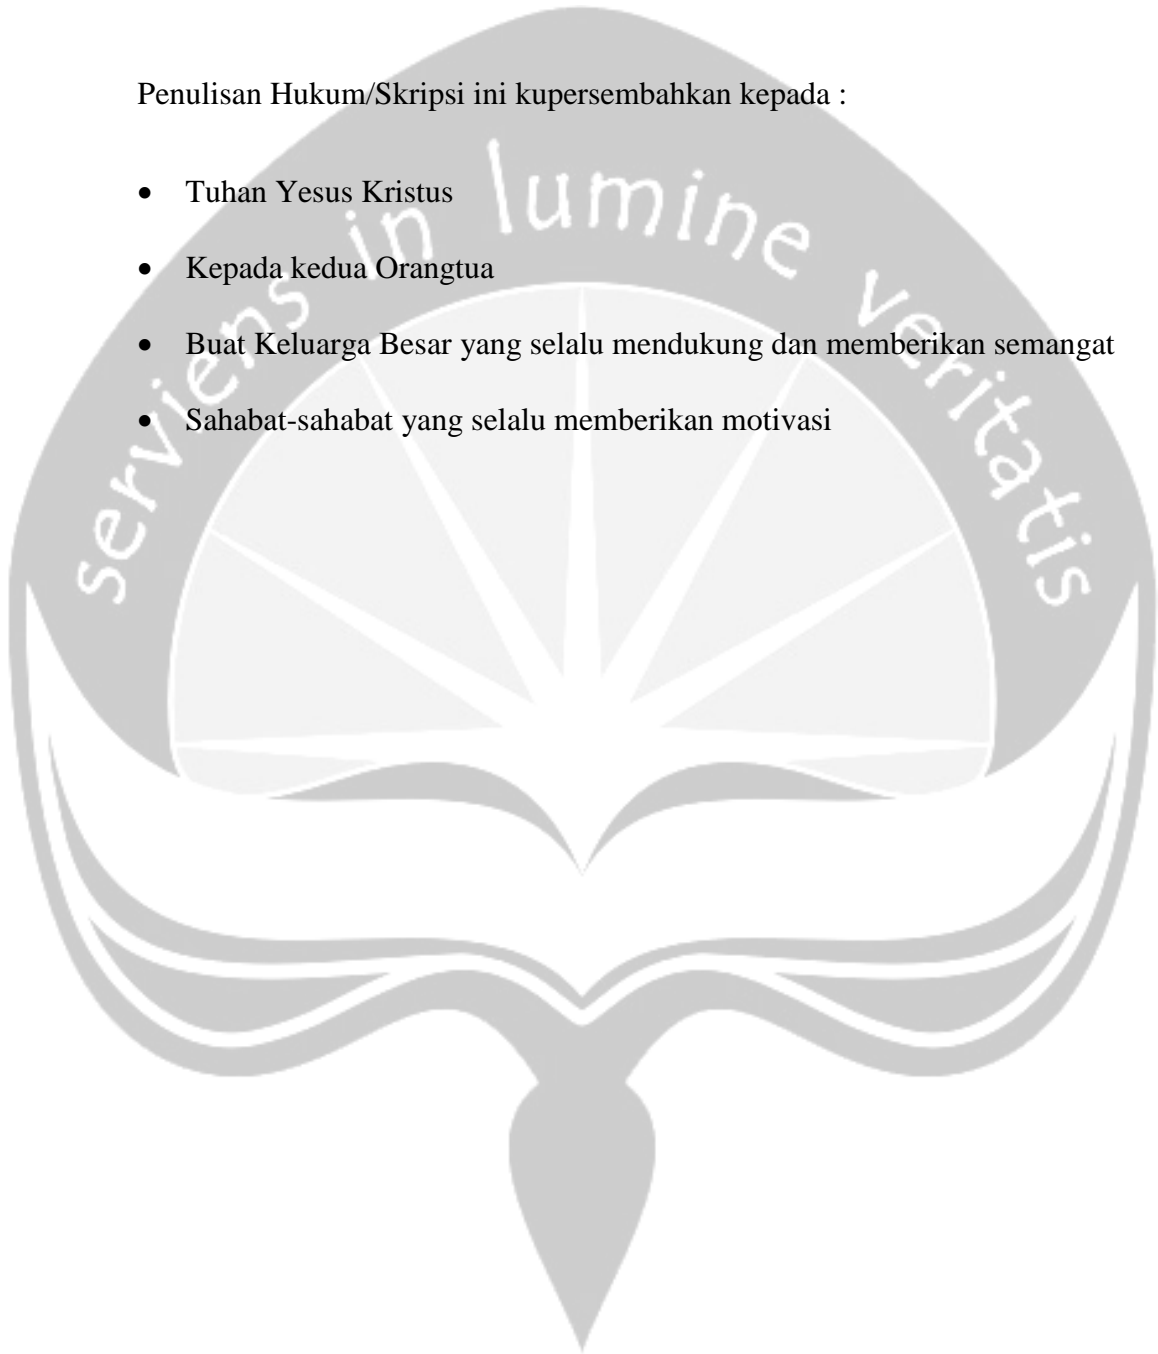 Penulisan Hukum/Skripsi ini kupersembahkan kepada :
• Tuhan Yesus Kristus
• Kepada kedua Orangtua
• Buat Keluarga Besar yang selalu mendukung dan memberikan semangat
• Sahabat-sahabat yang selalu memberikan motivasi
serviens in lumine veritatis